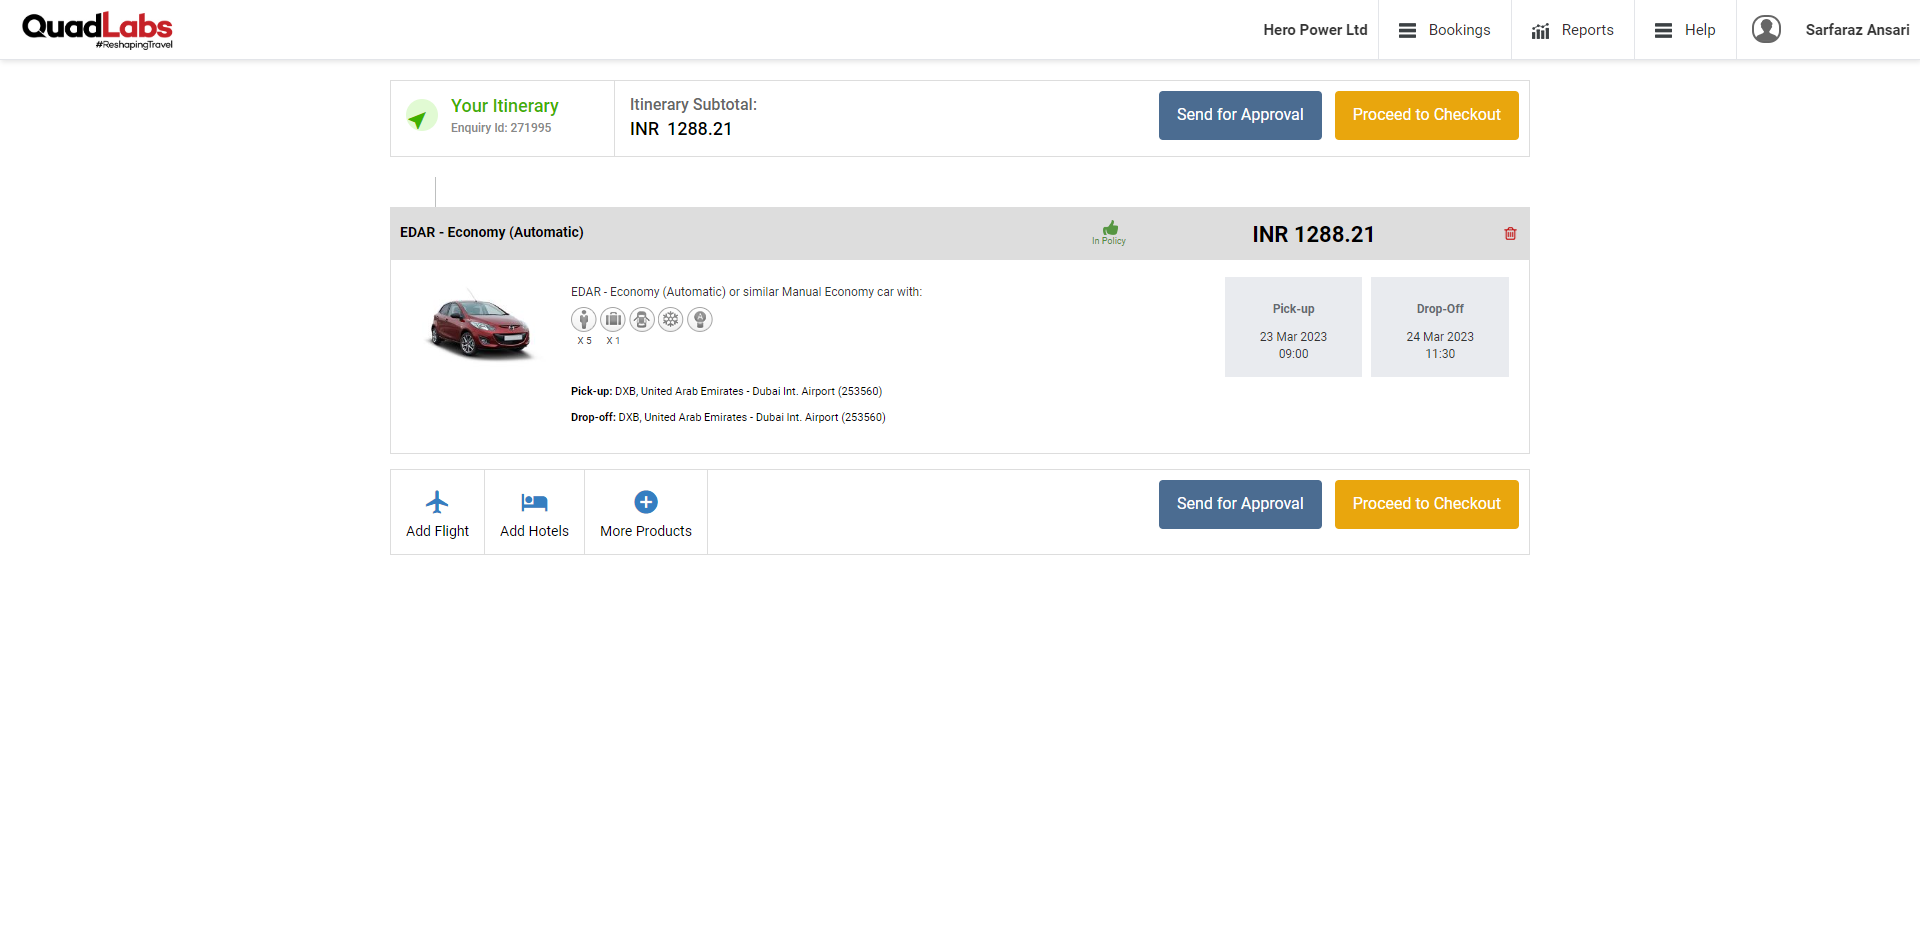 QuadLabs
#ReshapingTravel
Hero Power Ltd
Bookings
Reports
Help
Sarfaraz Ansari
Your Itinerary
Enquiry Id: 271995
Itinerary Subtotal:
INR 1288.21
Send for Approval
Proceed to Checkout
EDAR - Economy (Automatic)
In Policy
INR 1288.21
EDAR - Economy (Automatic) or similar Manual Economy car with:
A
X 5
X 1
Pick-up
23 Mar 2023
09:00
Drop-Off
24 Mar 2023
11:30
Pick-up: DXB, United Arab Emirates - Dubai Int. Airport (253560)
Drop-off: DXB, United Arab Emirates - Dubai Int. Airport (253560)
Add Flight
Add Hotels
More Products
Send for Approval
Proceed to Checkout